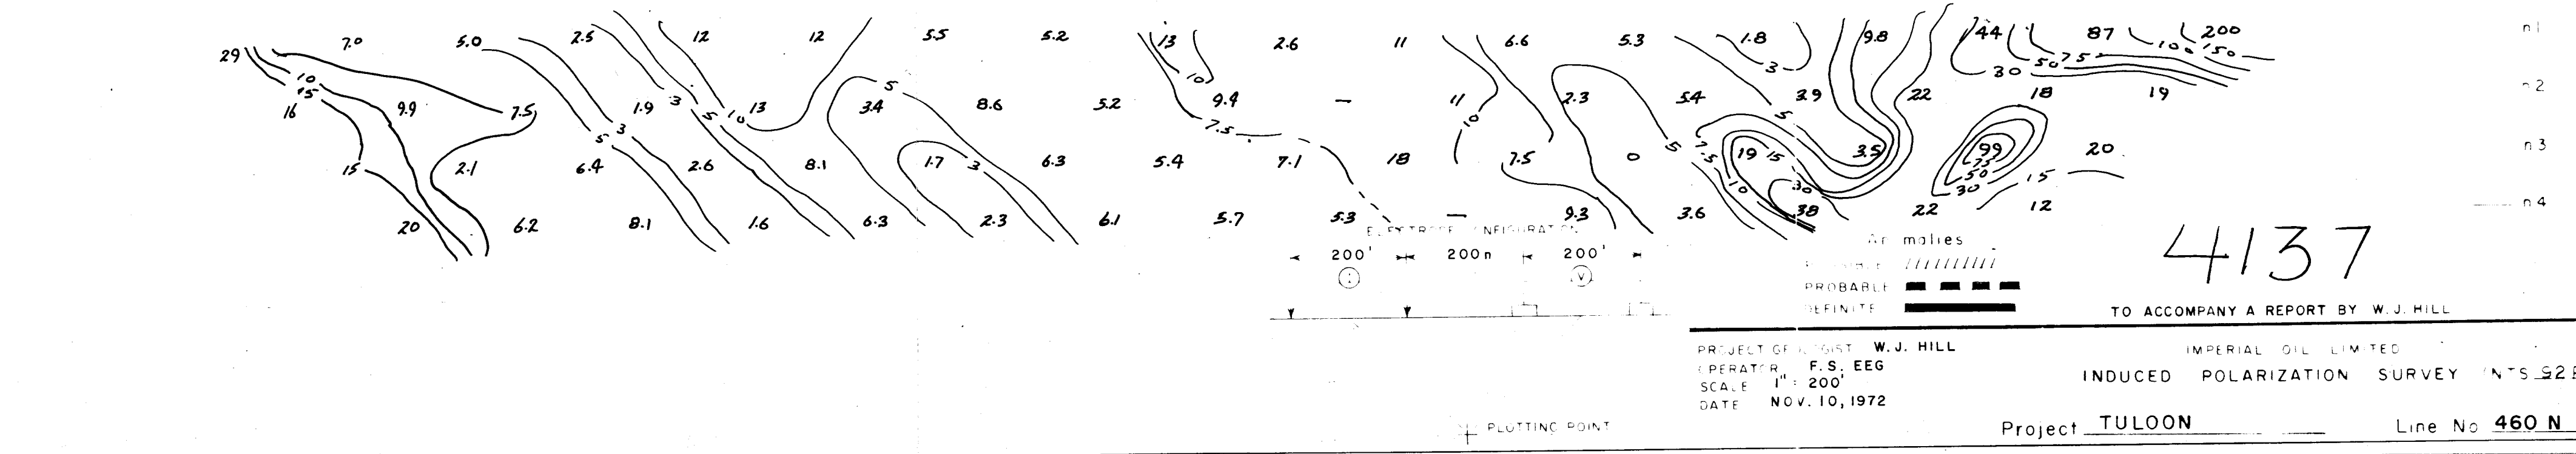 29 7.0 5.0 2.5 12 12 5.5 5.2 13 2.6 11 6.6 5.3 1.8 9.8 44 87 200 n 1
10 15 3 5 10 5 10 3 30 50 75 100 150
16 9.9 7.5 1.9 13 3.4 8.6 5.2 9.4 — 11 2.3 5.4 3.9 22 18 19 n 2
5 3 7.5 10 5
15 2.1 6.4 2.6 8.1 1.7 3 6.3 5.4 7.1 18 7.5 0 5 7.5 19 15 3.5 99 20 n 3
10 30 75 50 30 15
20 6.2 8.1 1.6 6.3 2.3 6.1 5.7 5.3 — 9.3 3.6 38 22 12 n 4
200' 200n 200'
I V
malies
PROBABLE
DEFINITE
4137
TO ACCOMPANY A REPORT BY W.J. HILL
PROJECT W.J. HILL
F.S. EEG
SCALE 1" : 200'
DATE NOV. 10, 1972
IMPERIAL OIL LIMITED
INDUCED POLARIZATION SURVEY
PLOTTING POINT
Project TULOON
Line No 460 N